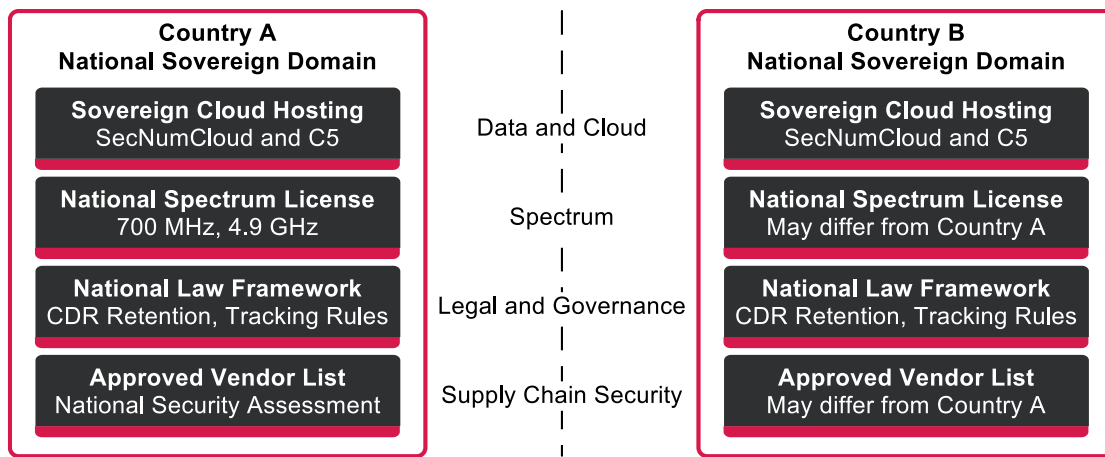 Country A
National Sovereign Domain
Sovereign Cloud Hosting
SecNumCloud and C5
National Spectrum License
700 MHz, 4.9 GHz
National Law Framework
CDR Retention, Tracking Rules
Approved Vendor List
National Security Assessment
Data and Cloud
Spectrum
Legal and Governance
Supply Chain Security
Country B
National Sovereign Domain
Sovereign Cloud Hosting
SecNumCloud and C5
National Spectrum License
May differ from Country A
National Law Framework
CDR Retention, Tracking Rules
Approved Vendor List
May differ from Country A